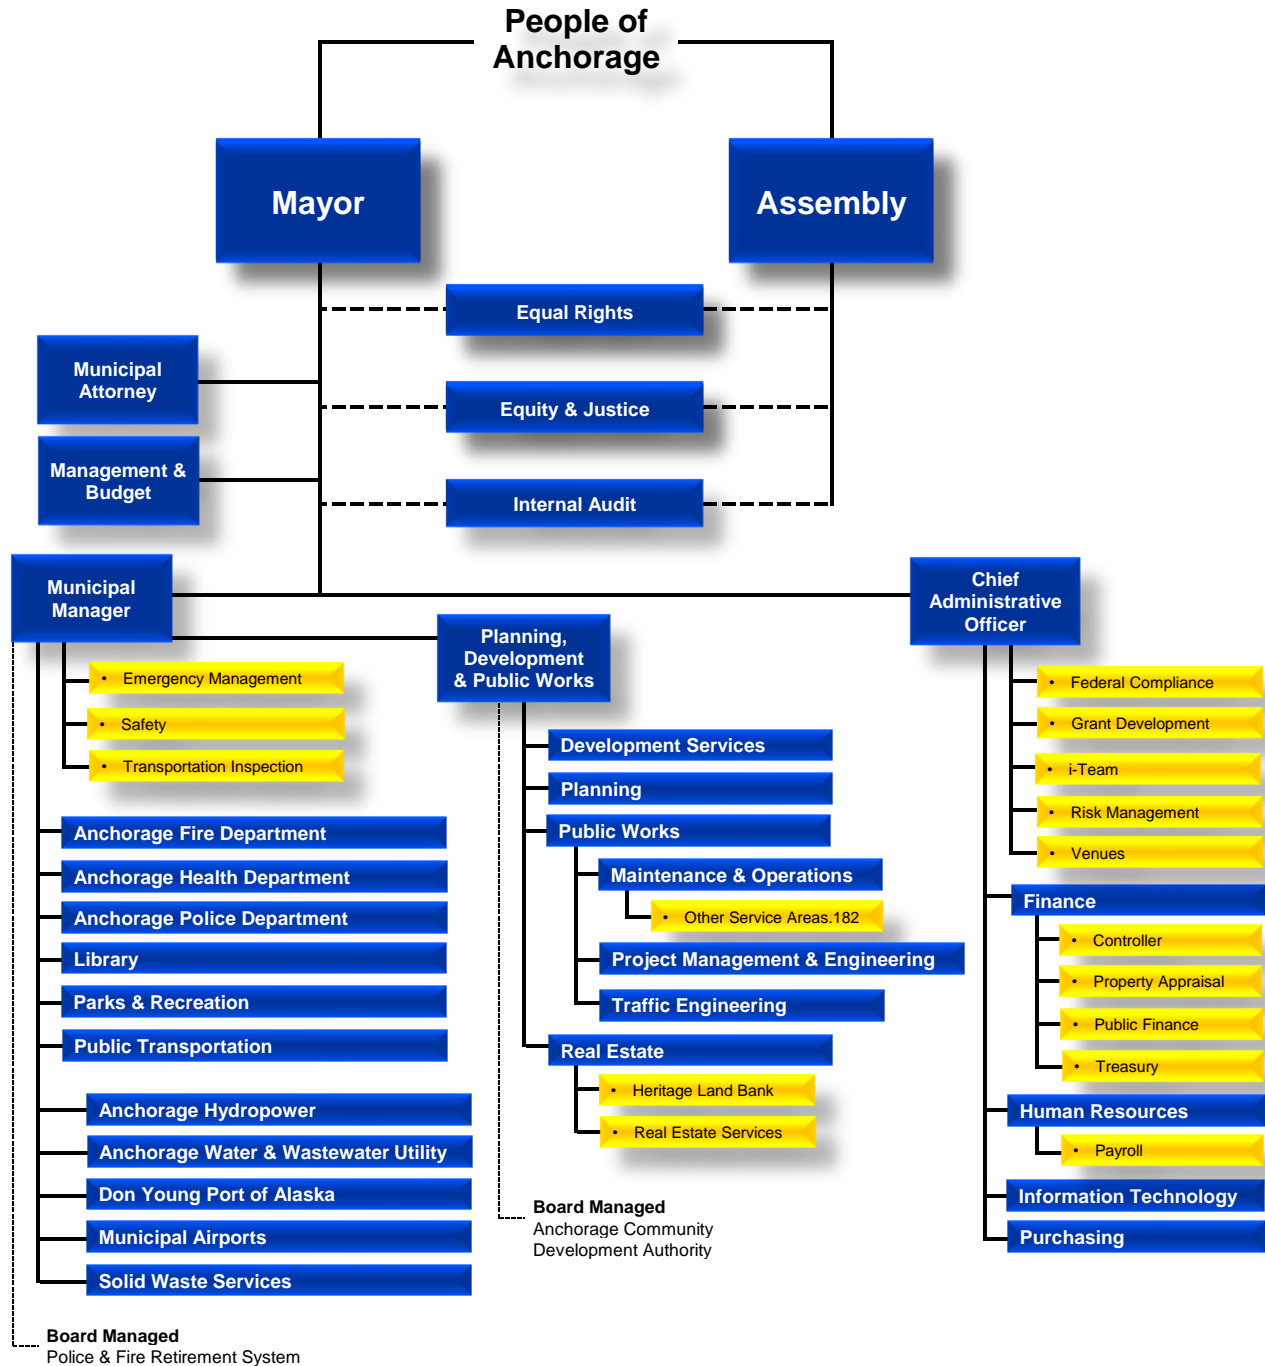 People of
Anchorage
Mayor
Assembly
Equal Rights
Municipal
Attorney
Equity & Justice
Management &
Budget
Internal Audit
Municipal
Manager
• Emergency Management
• Safety
• Transportation Inspection
Anchorage Fire Department
Anchorage Health Department
Anchorage Police Department
Library
Parks & Recreation
Public Transportation
Anchorage Hydropower
Anchorage Water & Wastewater Utility
Don Young Port of Alaska
Municipal Airports
Solid Waste Services
Board Managed
Police & Fire Retirement System
Planning,
Development
& Public Works
Development Services
Planning
Public Works
Maintenance & Operations
• Other Service Areas.182
Project Management & Engineering
Traffic Engineering
Real Estate
• Heritage Land Bank
• Real Estate Services
Board Managed
Anchorage Community
Development Authority
Chief
Administrative
Officer
• Federal Compliance
• Grant Development
• i-Team
• Risk Management
• Venues
Finance
• Controller
• Property Appraisal
• Public Finance
• Treasury
Human Resources
• Payroll
Information Technology
Purchasing